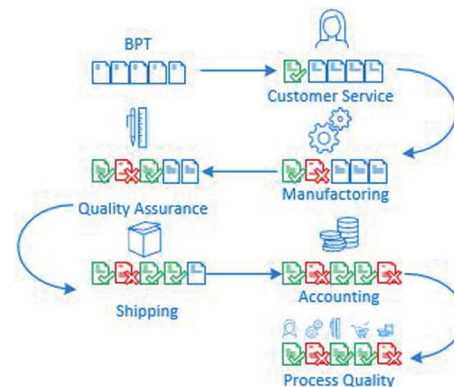 BPT
Customer Service
Manufactoring
Quality Assurance
Shipping
Accounting
Process Quality